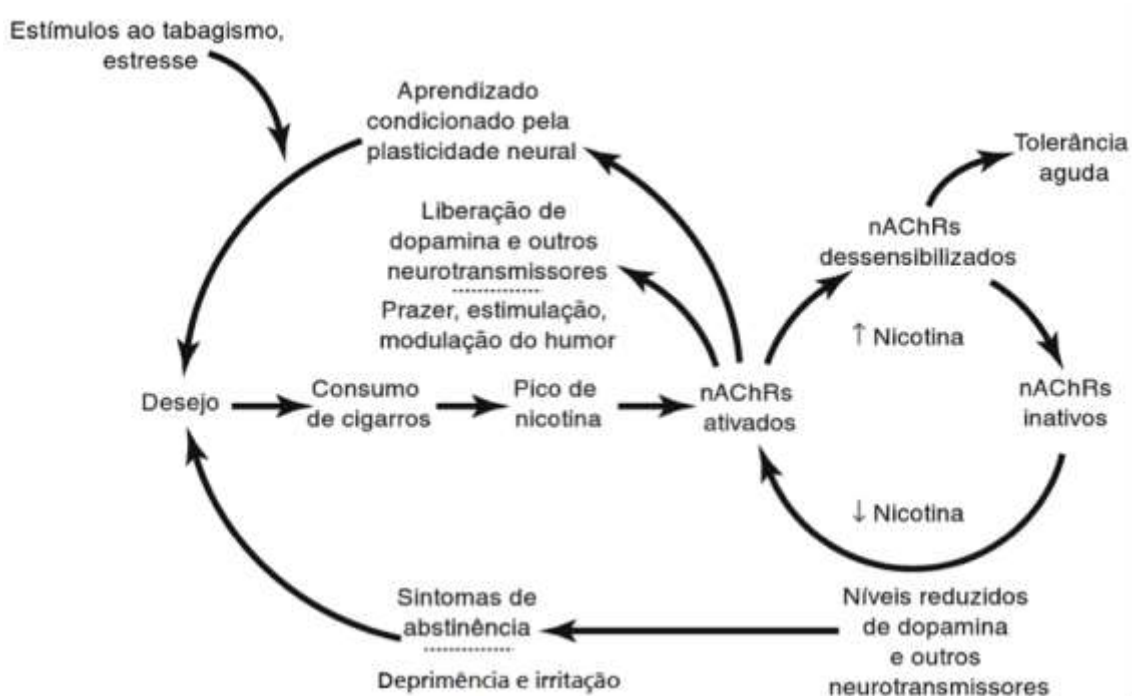 Estímulos ao tabagismo,
estresse
Aprendizado
condicionado pela
plasticidade neural
Tolerância
aguda
Liberação de
dopamina e outros
neurotransmissores
Prazer, estimulação,
modulação do humor
nAChRs
dessensibilizados
↑ Nicotina
Desejo
Consumo
de cigarros
Pico de
nicotina
nAChRs
ativados
nAChRs
inativos
↓ Nicotina
Sintomas de
abstinência
Deprimência e irritação
Níveis reduzidos
de dopamina
e outros
neurotransmissores